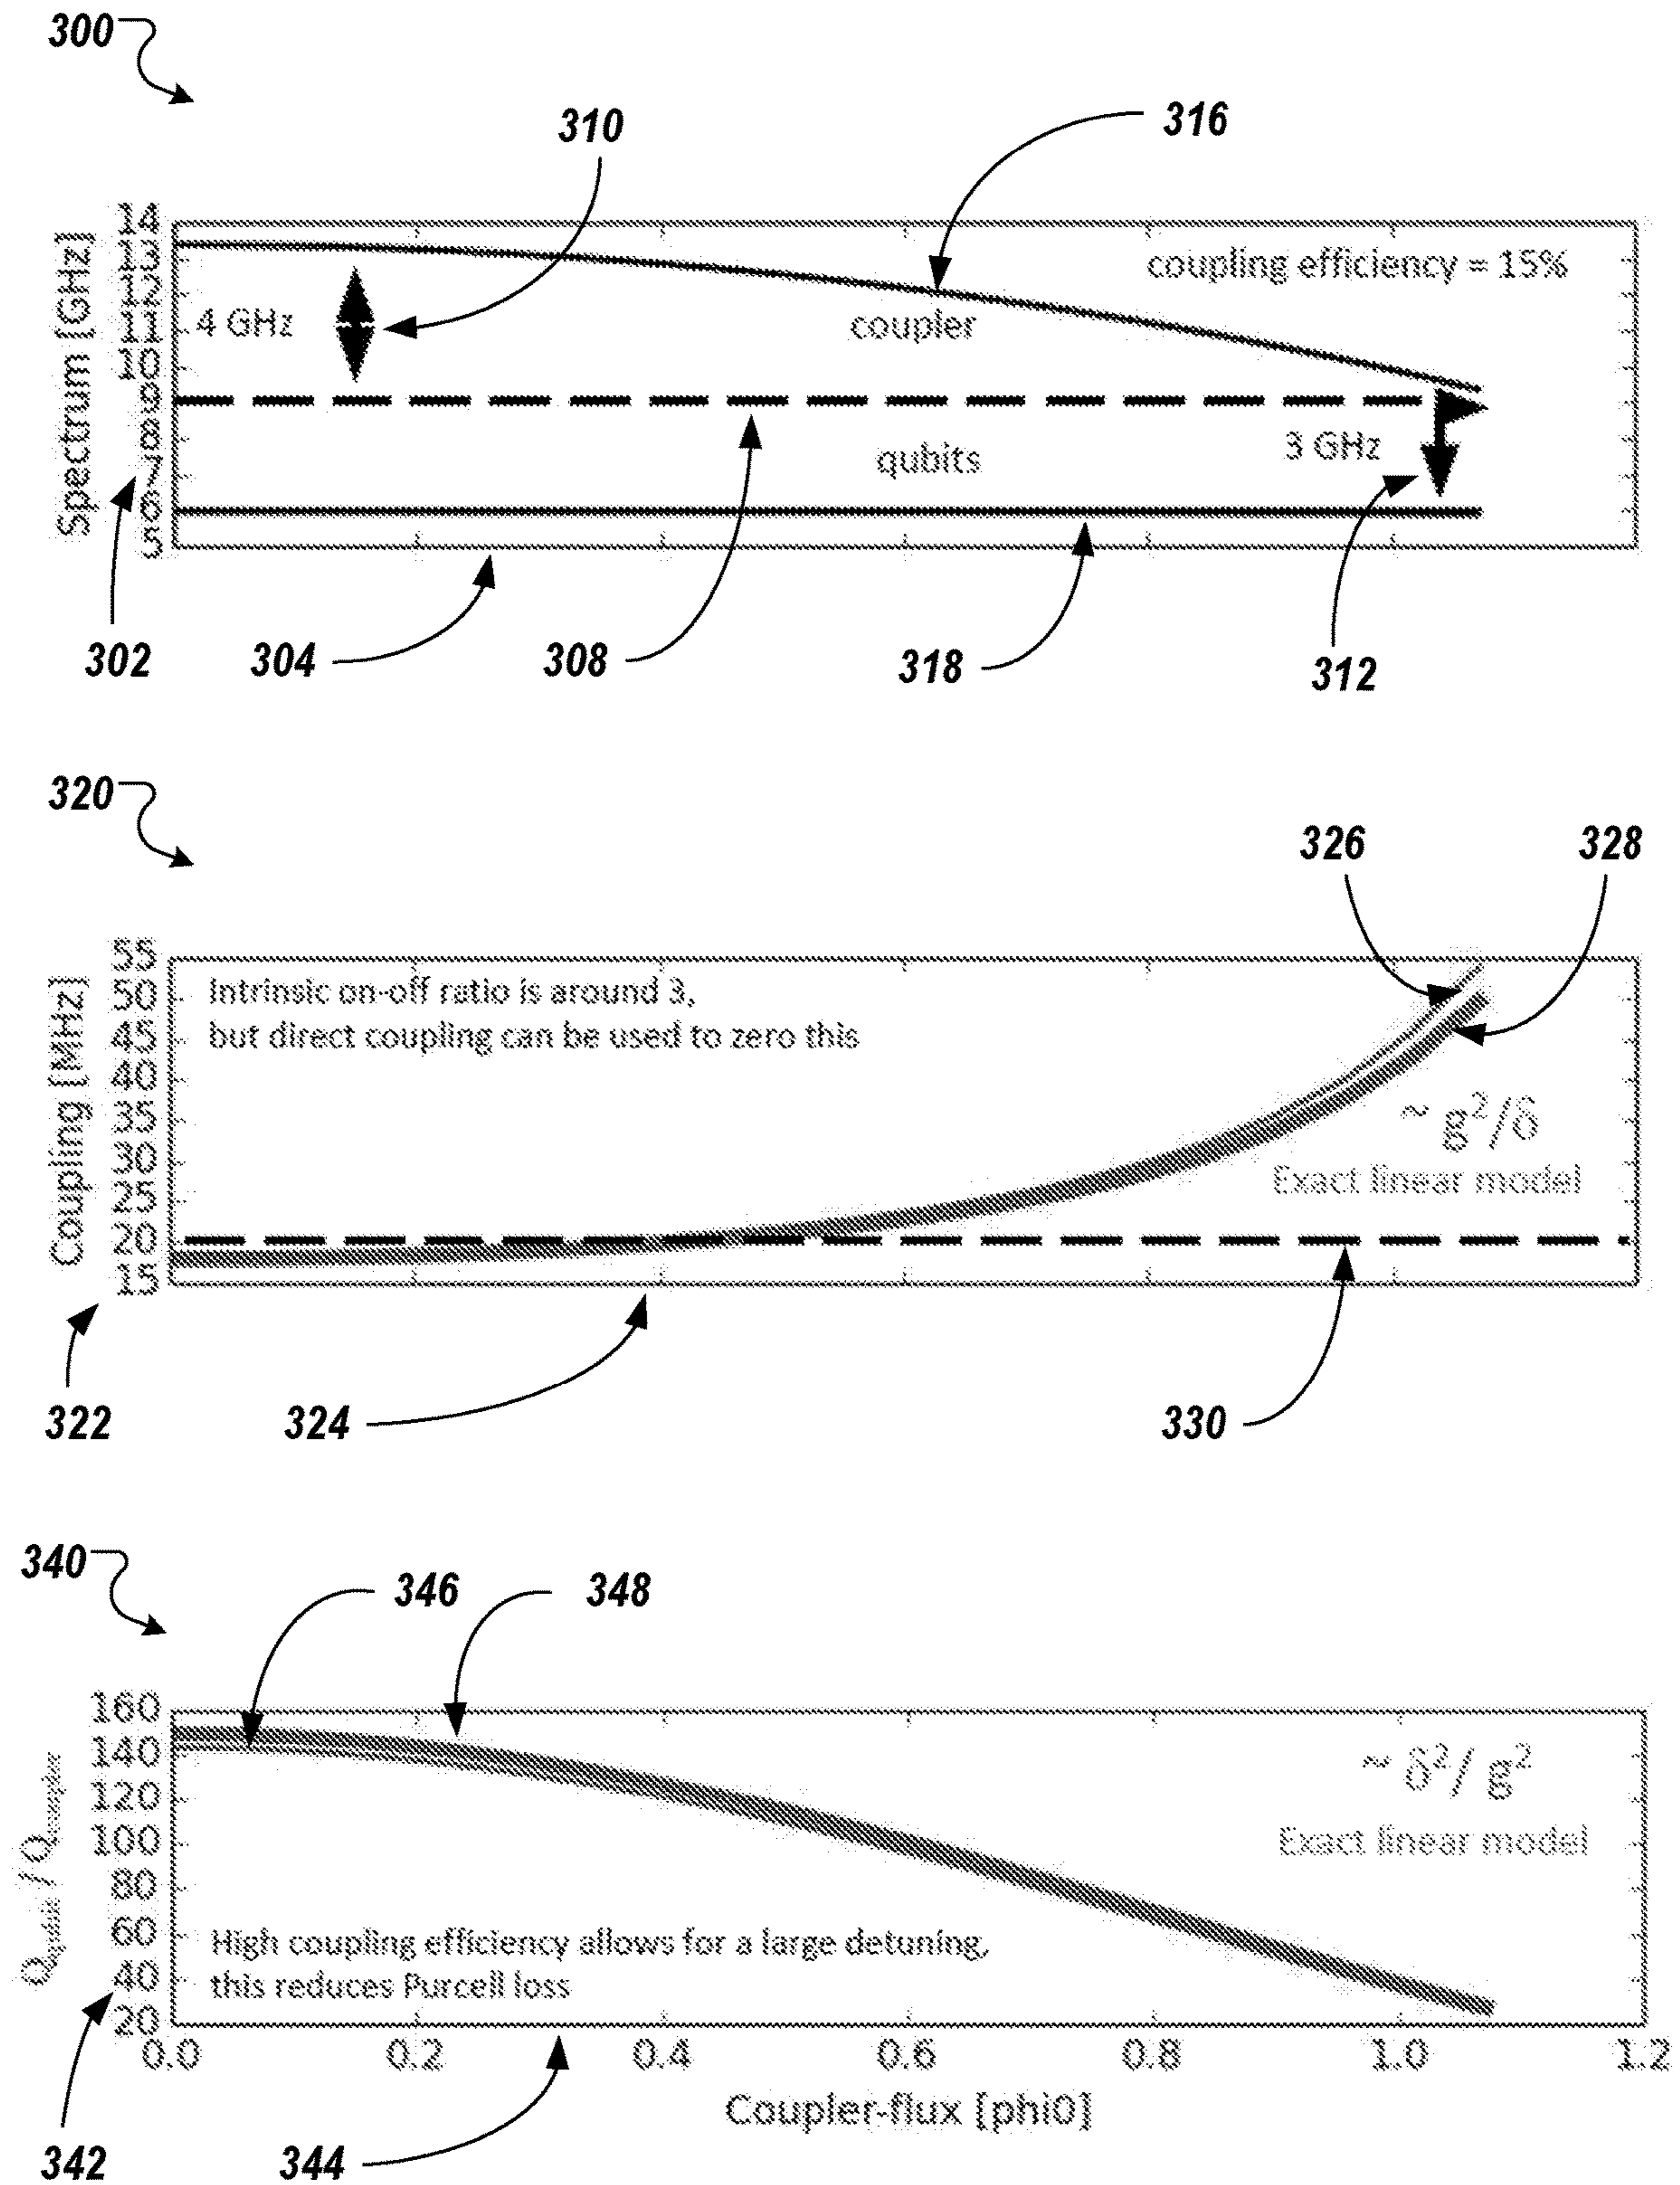 300
310
316
14
13
12
11
10
9
8
7
6
5
Spectrum [GHz]
coupling efficiency = 15%
4 GHz
coupler
3 GHz
qubits
302
304
308
318
312
320
326
328
55
50
45
40
35
30
25
20
15
Coupling [MHz]
Intrinsic on-off ratio is around 3,
but direct coupling can be used to zero this
~ g²/δ
Exact linear model
322
324
330
340
346
348
160
140
120
100
80
60
40
20
Qqubit / Qcoupler
~ δ²/ g²
Exact linear model
High coupling efficiency allows for a large detuning,
this reduces Purcell loss
0.0 0.2 0.4 0.6 0.8 1.0 1.2
Coupler-flux [phi0]
342
344